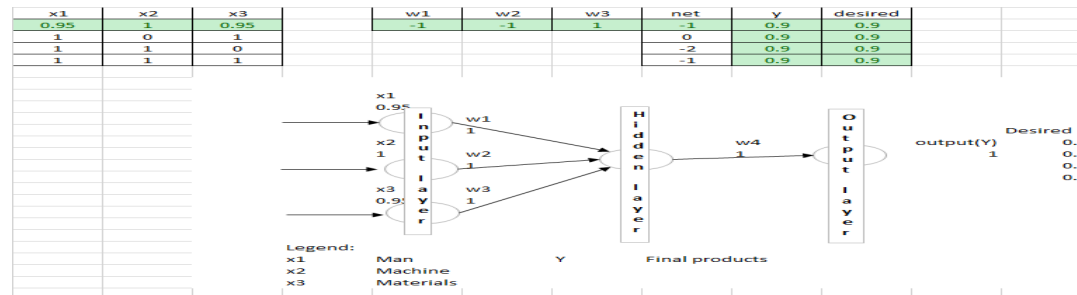 x1 x2 x3 w1 w2 w3 net y desired
0.95 1 0.95 -1 -1 1 -1 0.9 0.9
1 0 1 0 0.9 0.9
1 1 0 -2 0.9 0.9
1 1 1 -1 0.9 0.9
x1
0.95
Input layer
w1
1
x2
1
w2
1
x3
w3
1
Hidden layer
w4
1
Output layer
output(Y)
1
Desired
0.
0.
0.
0.
Legend:
x1 Man Y Final products
x2 Machine
x3 Materials